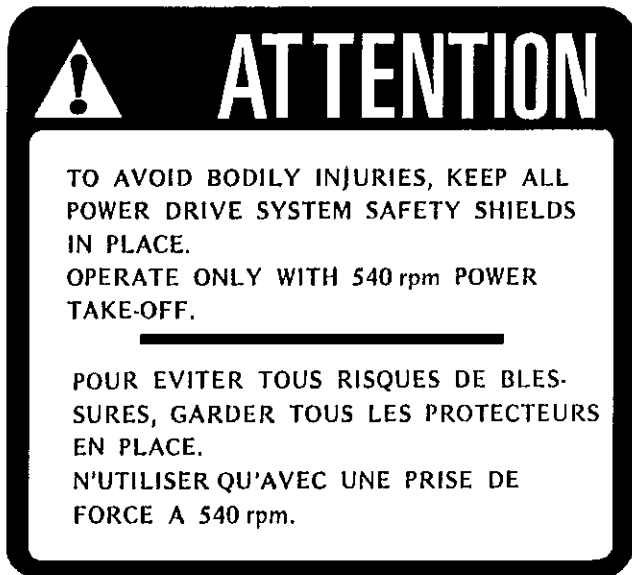 ATTENTION
TO AVOID BODILY INJURIES, KEEP ALL
POWER DRIVE SYSTEM SAFETY SHIELDS
IN PLACE.
OPERATE ONLY WITH 540 rpm POWER
TAKE-OFF.
POUR EVITER TOUS RISQUES DE BLES-
SURES, GARDER TOUS LES PROTECTEURS
EN PLACE.
N'UTILISER QU'AVEC UNE PRISE DE
FORCE A 540 rpm.